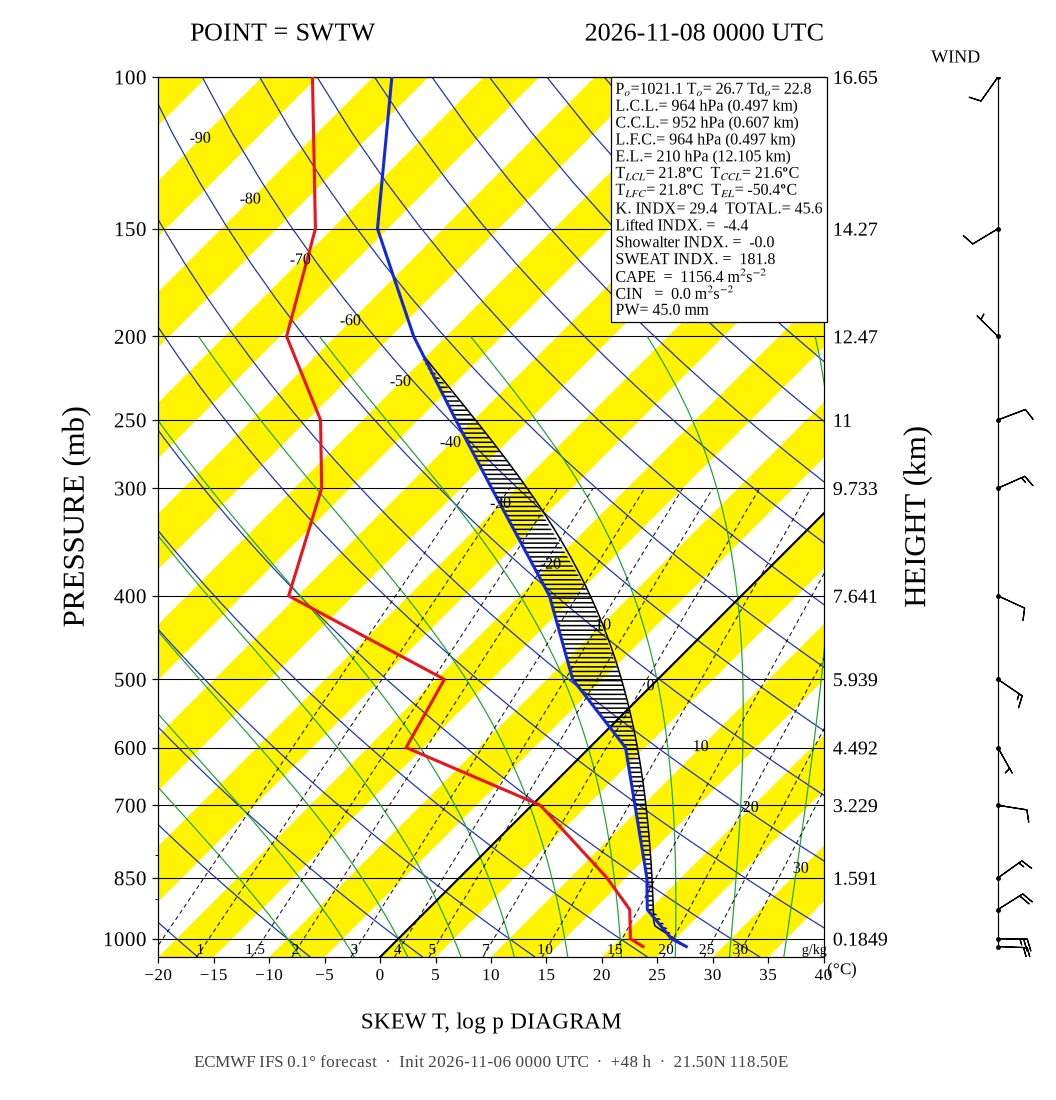 POINT = SWTW 2026-11-08 0000 UTC
WIND
Pₒ=1021.1 Tₒ= 26.7 Tdₒ= 22.8
L.C.L.= 964 hPa (0.497 km)
C.C.L.= 952 hPa (0.607 km)
L.F.C.= 964 hPa (0.497 km)
E.L.= 210 hPa (12.105 km)
T_LCL= 21.8°C T_CCL= 21.6°C
T_LFC= 21.8°C T_EL= -50.4°C
K. INDX= 29.4 TOTAL.= 45.6
Lifted INDX. = -4.4
Showalter INDX. = -0.0
SWEAT INDX. = 181.8
CAPE = 1156.4 m²s⁻²
CIN = 0.0 m²s⁻²
PW= 45.0 mm
100 16.65
-90
-80
150 14.27
-70
-60
200 12.47
-50
250 11
-40
300 9.733
-30
-20
400 7.641
-10
500 5.939
0
600 4.492
10
700 3.229
20
850 1.591
30
1000 0.1849
PRESSURE (mb)
HEIGHT (km)
1 1.5 2 3 4 5 7 10 15 20 25 30 g/kg
−20 −15 −10 −5 0 5 10 15 20 25 30 35 40 (°C)
SKEW T, log p DIAGRAM
ECMWF IFS 0.1° forecast · Init 2026-11-06 0000 UTC · +48 h · 21.50N 118.50E